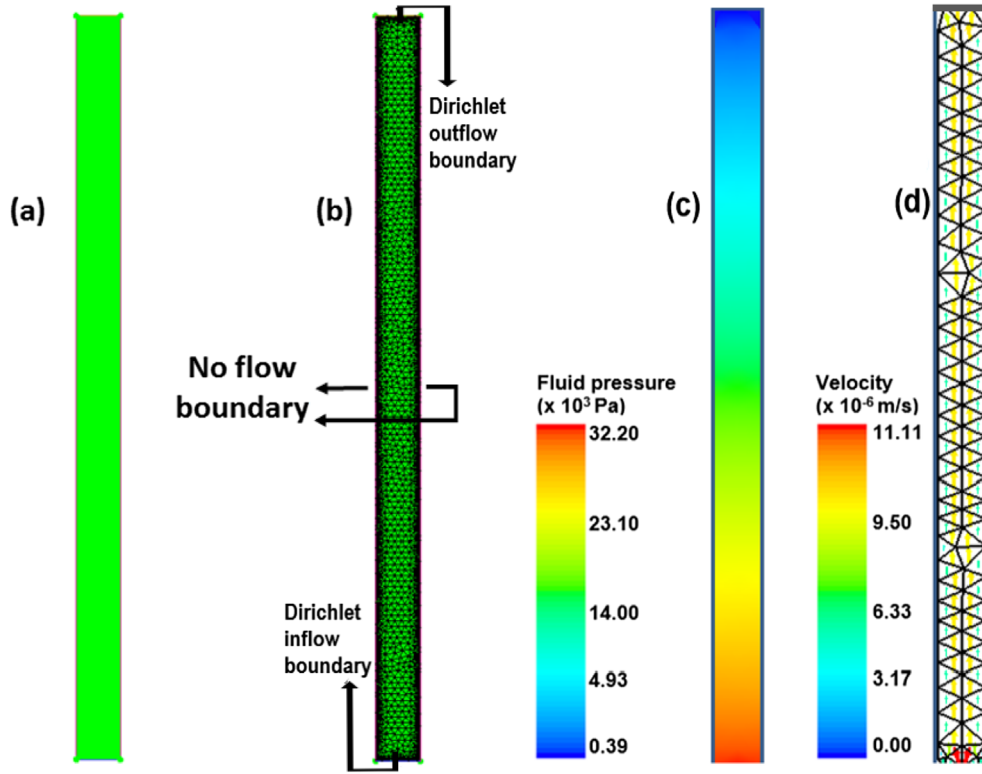 (a)
(b)
Dirichlet
outflow
boundary
No flow
boundary
Dirichlet
inflow
boundary
(c)
Fluid pressure
(x 10³ Pa)
32.20
23.10
14.00
4.93
0.39
(d)
Velocity
(x 10⁻⁶ m/s)
11.11
9.50
6.33
3.17
0.00